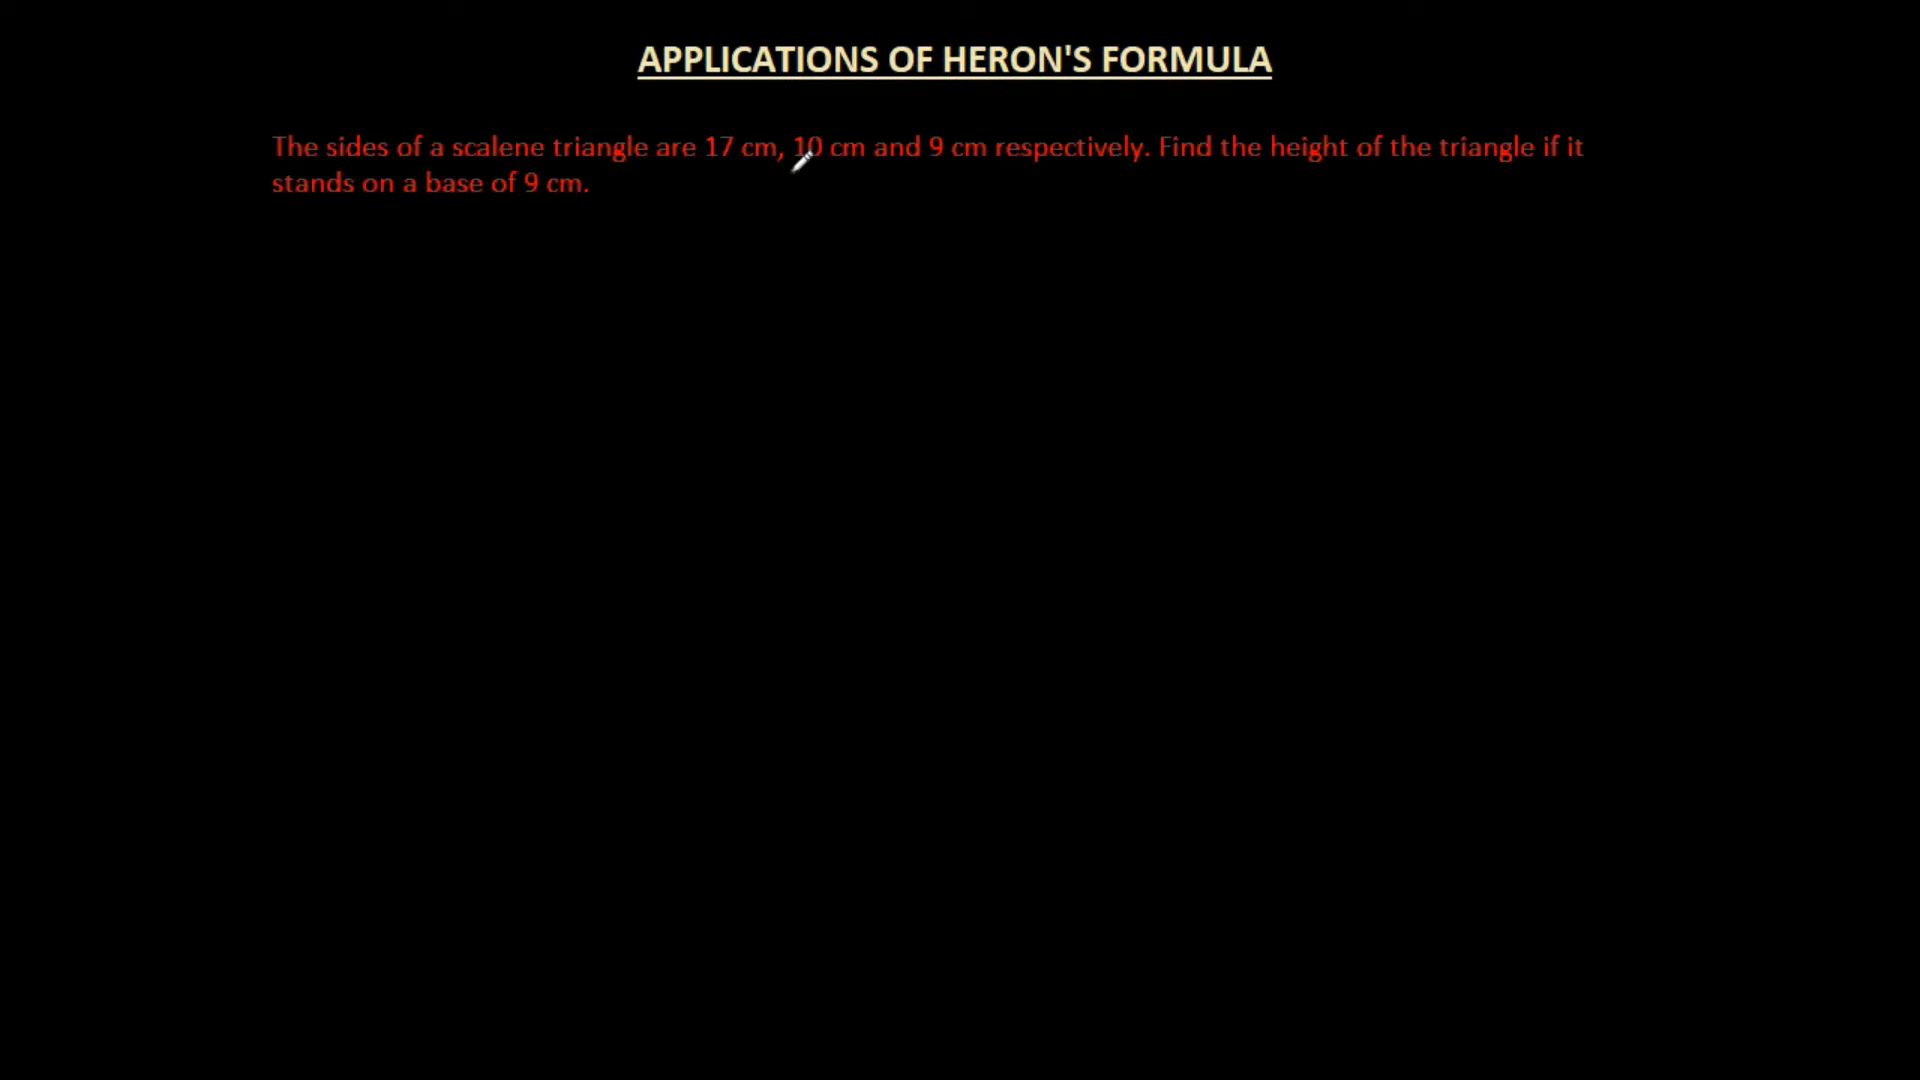 APPLICATIONS OF HERON'S FORMULA
The sides of a scalene triangle are 17 cm, 10 cm and 9 cm respectively. Find the height of the triangle if it
stands on a base of 9 cm.